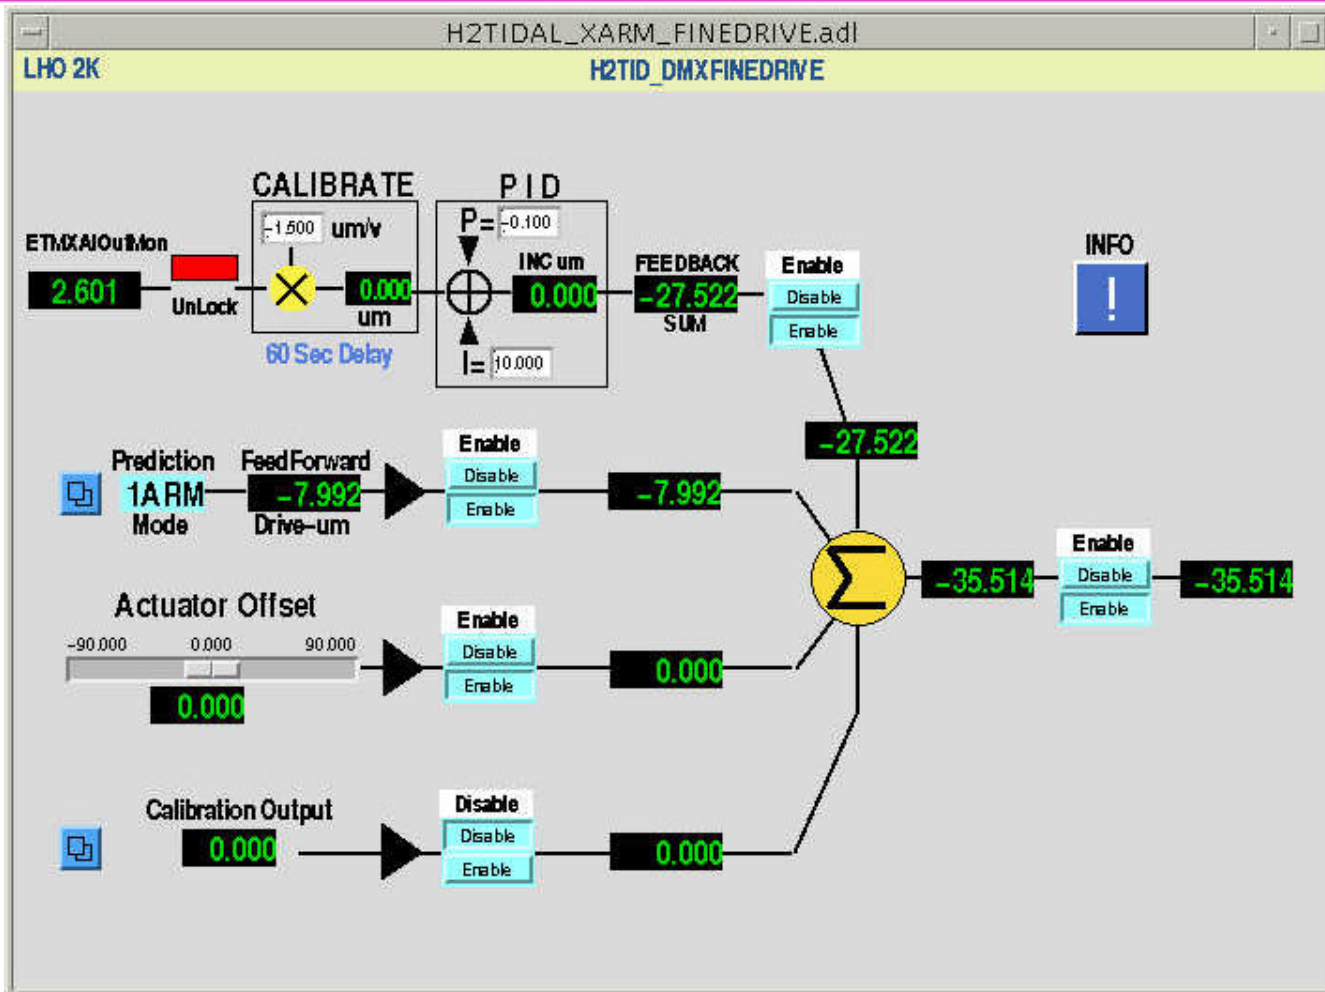 H2TIDAL_XARM_FINEDRIVE.adl
LHO 2K H2TID_DMXFINEDRIVE
CALIBRATE
PID
-1.500 um/v
P= -0.100
ETMXAIOutMon
INC um
FEEDBACK
Enable
INFO
2.601
UnLock
×
0.000
um
0.000
-27.522
SUM
Disable
Enable
!
60 Sec Delay
I= 10.000
-27.522
Prediction
FeedForward
Enable
1ARM
-7.992
Disable
Enable
-7.992
Mode
Drive-um
Σ
-35.514
Enable
Disable
Enable
-35.514
Actuator Offset
-90.000 0.000 90.000
0.000
Enable
Disable
Enable
0.000
Calibration Output
0.000
Disable
Disable
Enable
0.000